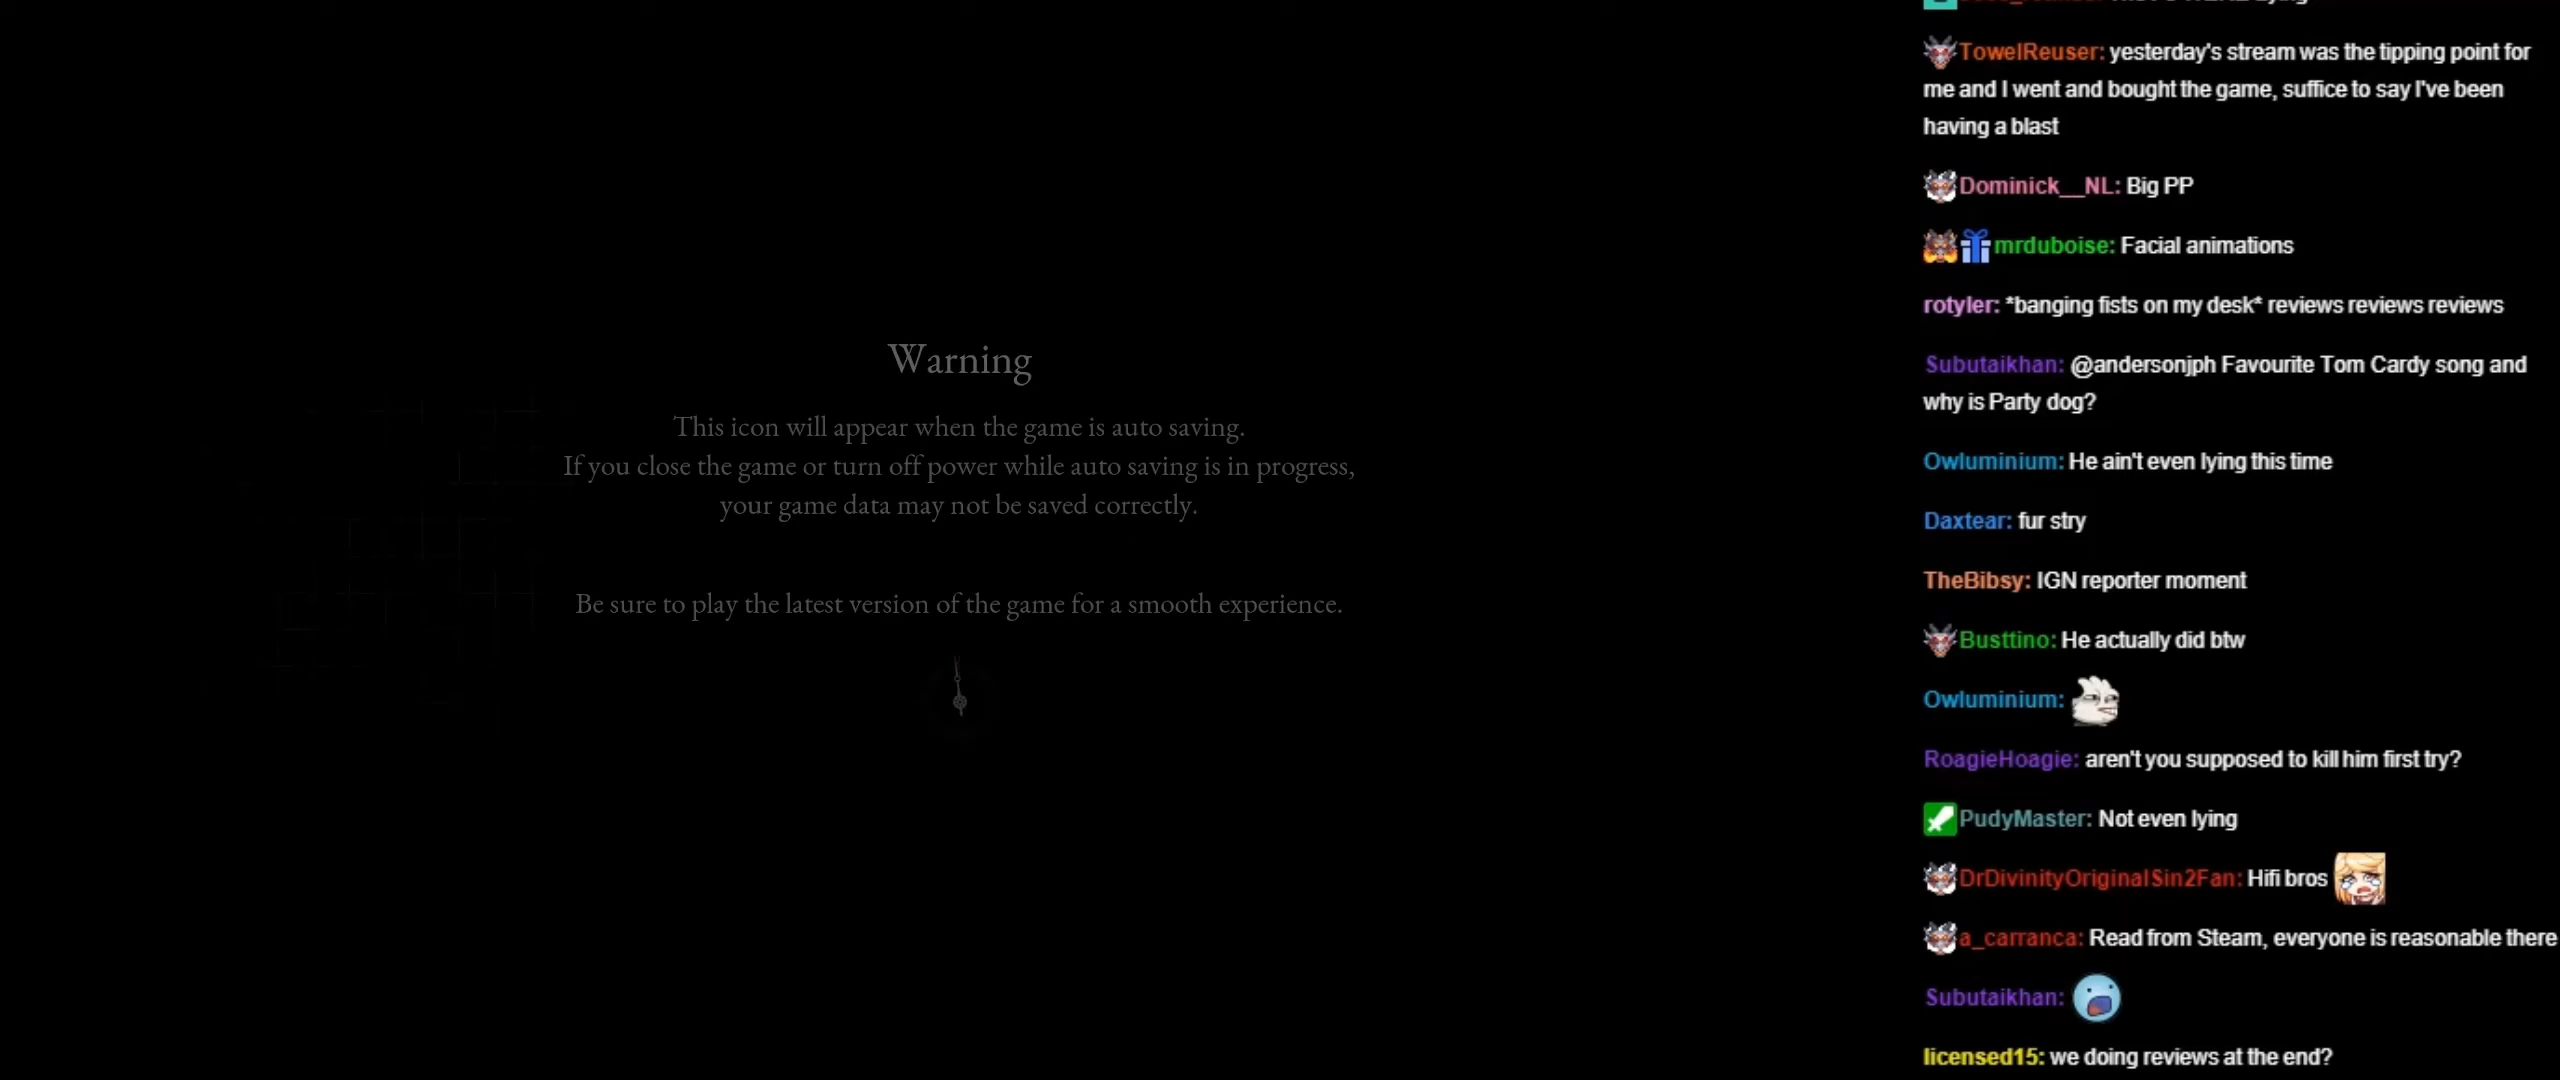 Warning
This icon will appear when the game is auto saving.
If you close the game or turn off power while auto saving is in progress,
your game data may not be saved correctly.
Be sure to play the latest version of the game for a smooth experience.
TowelReuser: yesterday's stream was the tipping point for
me and I went and bought the game, suffice to say I've been
having a blast
Dominick__NL: Big PP
mrduboise: Facial animations
rotyler: *banging fists on my desk* reviews reviews reviews
Subutaikhan: @andersonjph Favourite Tom Cardy song and
why is Party dog?
Owluminium: He ain't even lying this time
Daxtear: fur stry
TheBibsy: IGN reporter moment
Busttino: He actually did btw
Owluminium:
RoagieHoagie: aren't you supposed to kill him first try?
PudyMaster: Not even lying
DrDivinityOriginalSin2Fan: Hifi bros
a_carranca: Read from Steam, everyone is reasonable there
Subutaikhan:
licensed15: we doing reviews at the end?